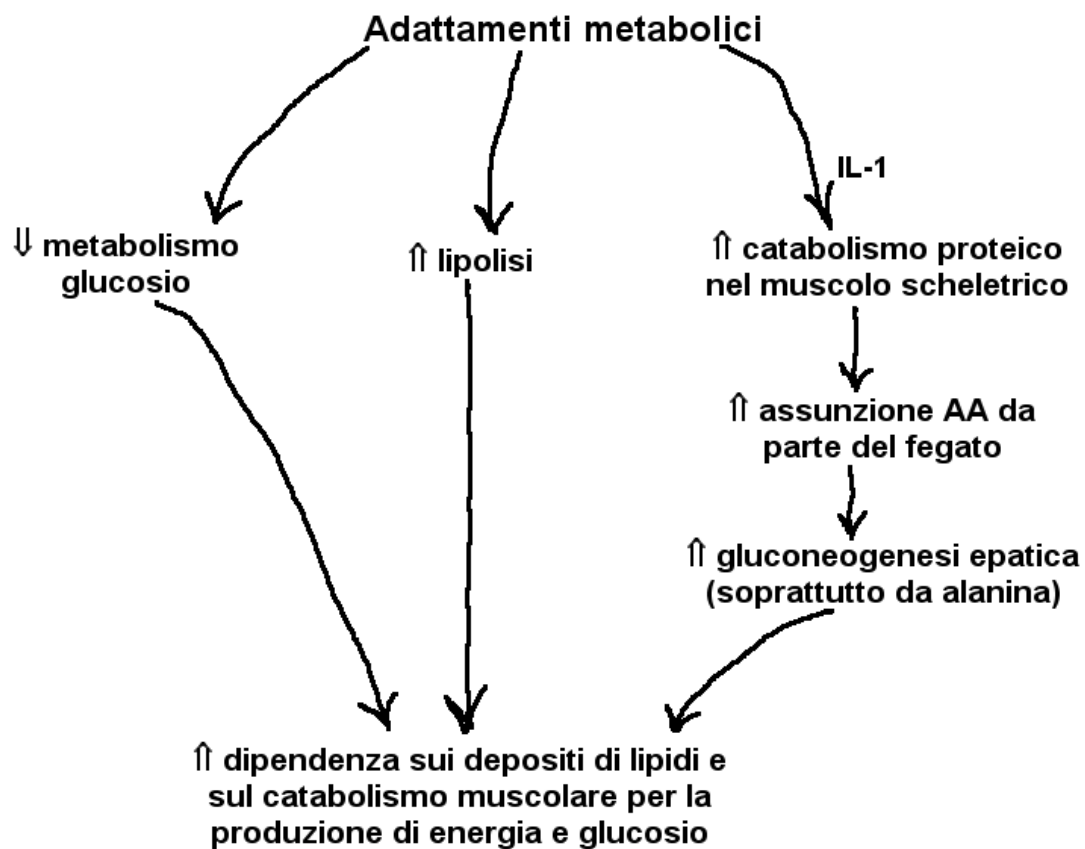 Adattamenti metabolici
IL-1
⇓ metabolismo
glucosio
⇑ lipolisi
⇑ catabolismo proteico
nel muscolo scheletrico
⇑ assunzione AA da
parte del fegato
⇑ gluconeogenesi epatica
(soprattutto da alanina)
⇑ dipendenza sui depositi di lipidi e
sul catabolismo muscolare per la
produzione di energia e glucosio